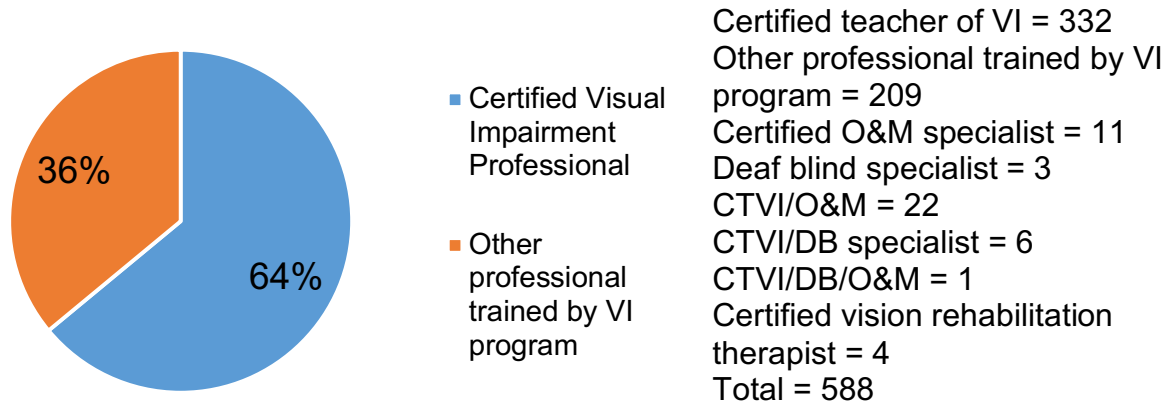 36%
64%
Certified Visual
Impairment
Professional
Other
professional
trained by VI
program
Certified teacher of VI = 332
Other professional trained by VI
program = 209
Certified O&M specialist = 11
Deaf blind specialist = 3
CTVI/O&M = 22
CTVI/DB specialist = 6
CTVI/DB/O&M = 1
Certified vision rehabilitation
therapist = 4
Total = 588